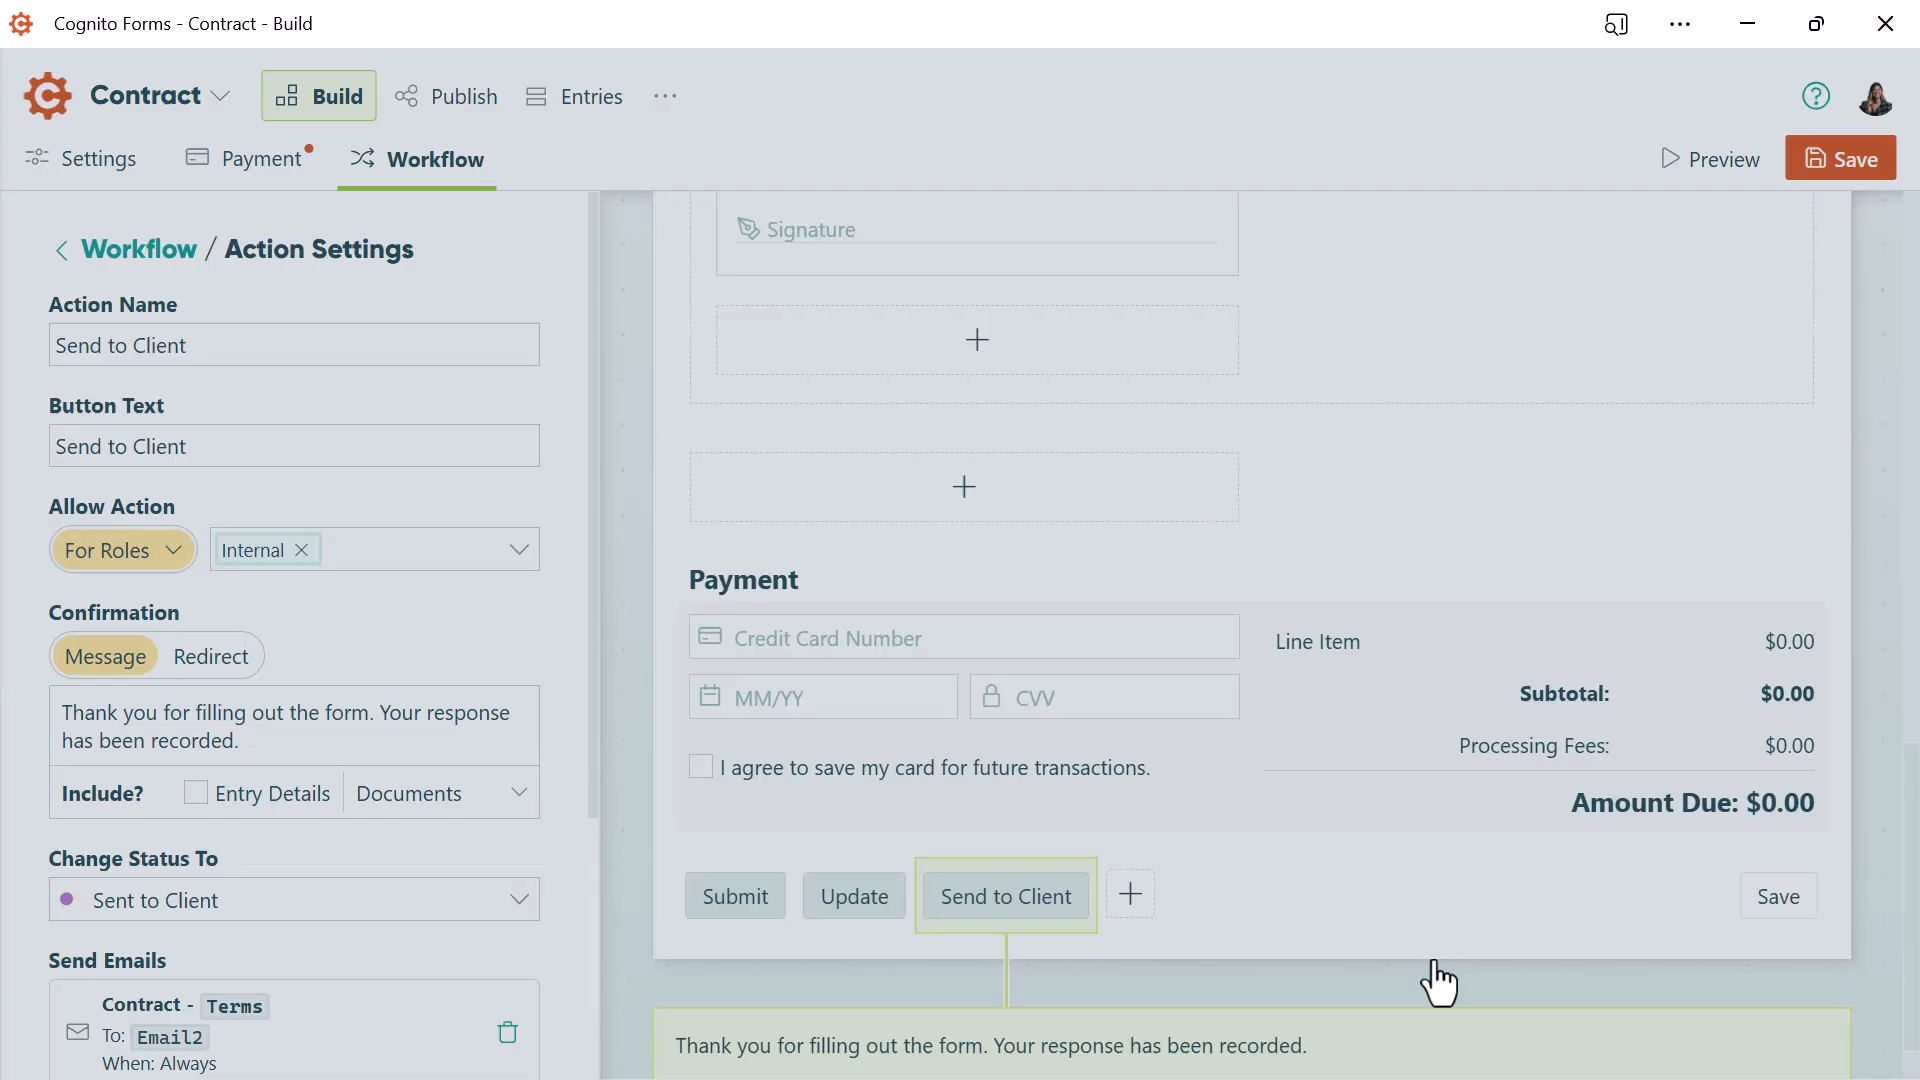 Cognito Forms - Contract - Build
Contract
Build
Publish
Entries
Settings
Payment
Workflow
Preview
Save
Workflow / Action Settings
Action Name
Send to Client
Button Text
Send to Client
Allow Action
For Roles
Internal
Confirmation
Message
Redirect
Thank you for filling out the form. Your response
has been recorded.
Include?
Entry Details
Documents
Change Status To
Sent to Client
Send Emails
Contract - Terms
To: Email2
When: Always
Signature
Payment
Credit Card Number
MM/YY
CVV
I agree to save my card for future transactions.
Line Item $0.00
Subtotal: $0.00
Processing Fees: $0.00
Amount Due: $0.00
Submit
Update
Send to Client
Save
Thank you for filling out the form. Your response has been recorded.